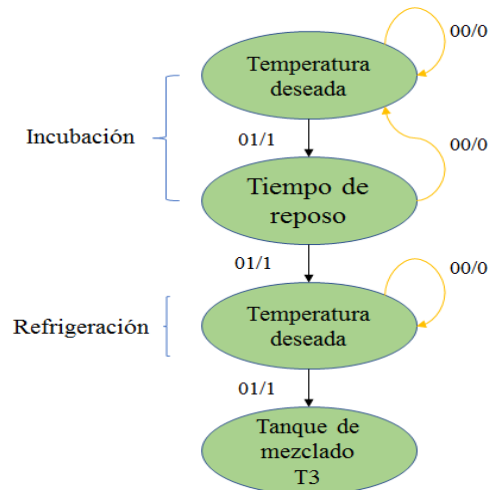 00/0
Temperatura
deseada
Incubación
01/1
00/0
Tiempo de
reposo
01/1
00/0
Refrigeración
Temperatura
deseada
01/1
Tanque de
mezclado
T3